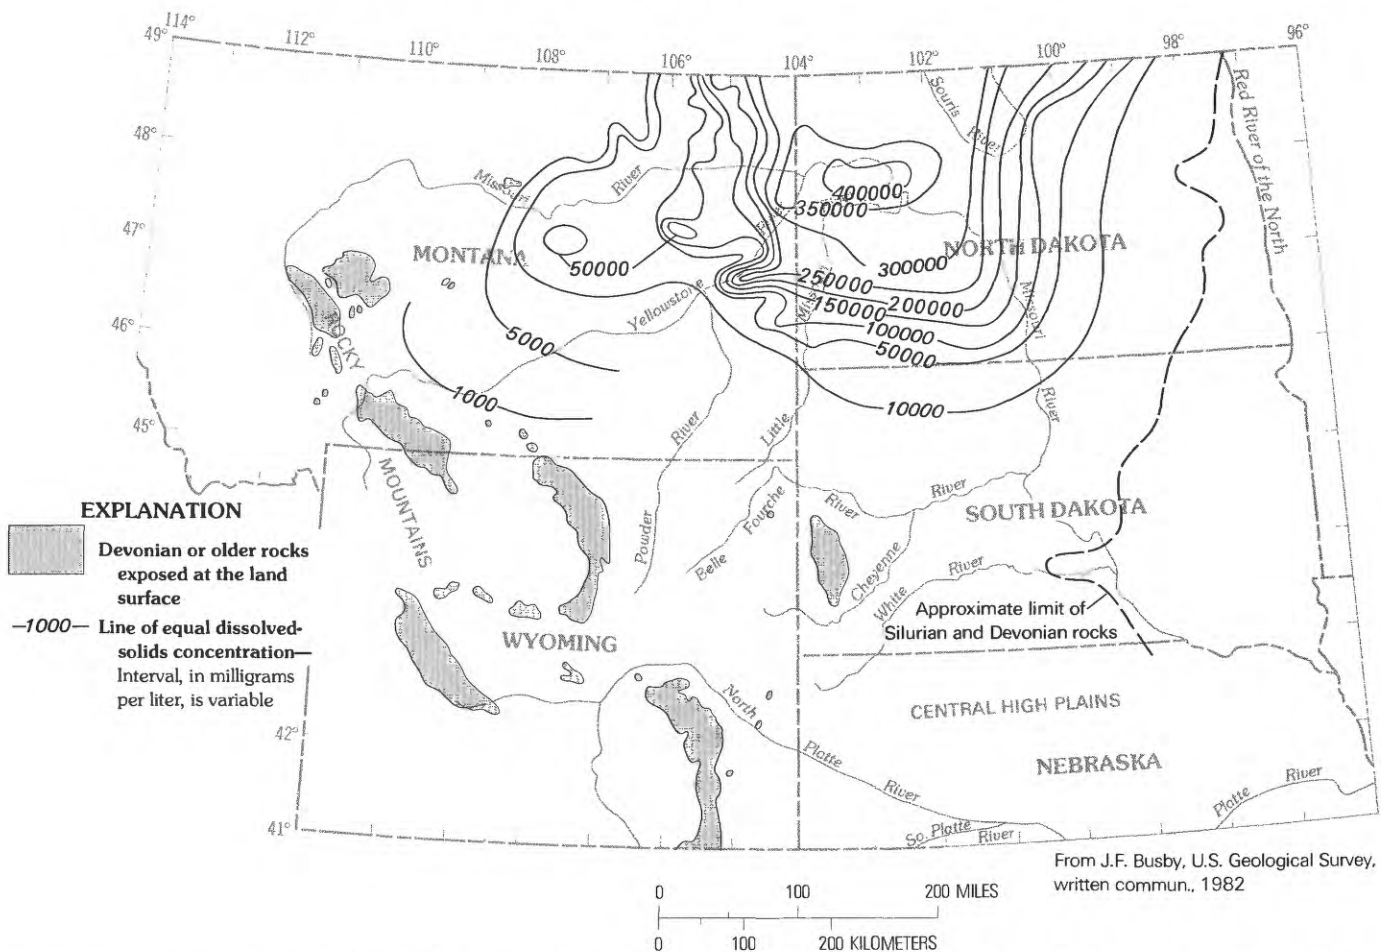 114°
49°
112°
110°
108°
106°
104°
102°
100°
98°
96°
Souris
River
Red River of the North
48°
Missouri
River
400000
350000
47°
MONTANA
50000
NORTH DAKOTA
300000
250000
200000
150000
100000
50000
Missouri
Yellowstone
46°
ROCKY
5000
1000
10000
River
River
Little
45°
MOUNTAINS
EXPLANATION
Devonian or older rocks
exposed at the land
surface
—1000— Line of equal dissolved-
solids concentration—
Interval, in milligrams
per liter, is variable
Powder
Belle
Fourche
River
River
SOUTH DAKOTA
Cheyenne
White
River
Approximate limit of
Silurian and Devonian rocks
WYOMING
North
Platte
River
CENTRAL HIGH PLAINS
NEBRASKA
42°
41°
So. Platte
River
Platte
River
From J.F. Busby, U.S. Geological Survey,
written commun., 1982
0 100 200 MILES
0 100 200 KILOMETERS